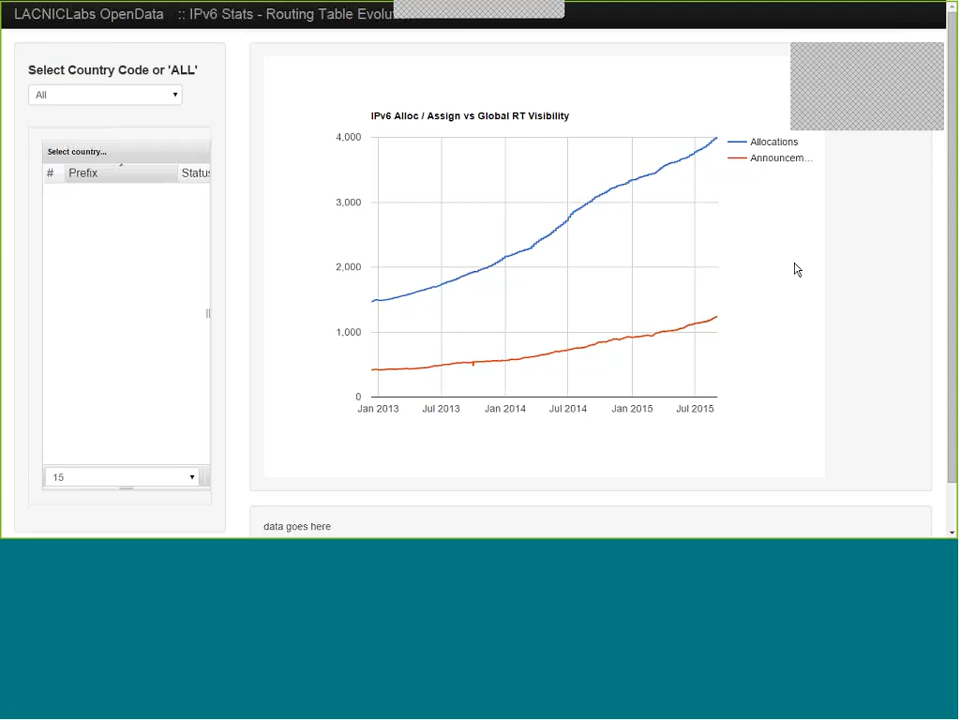 LACNICLabs OpenData :: IPv6 Stats - Routing Table
Select Country Code or 'ALL'
All
Select country...
# Prefix Status
15
IPv6 Alloc / Assign vs Global RT Visibility
4,000
3,000
2,000
1,000
0
Jan 2013 Jul 2013 Jan 2014 Jul 2014 Jan 2015 Jul 2015
Allocations
Announcem...
data goes here